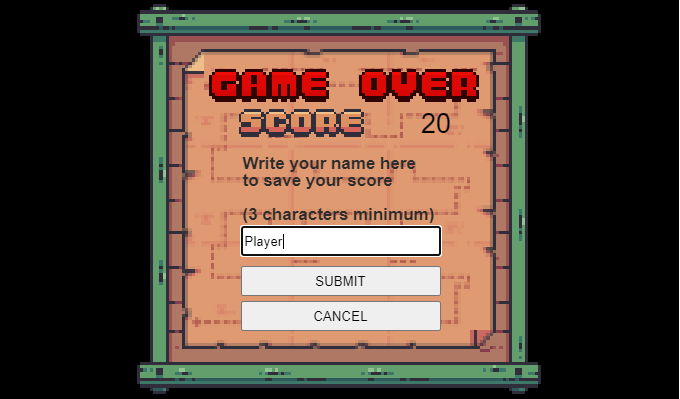 GAME OVER
SCORE 20
Write your name here
to save your score
(3 characters minimum)
Player
SUBMIT
CANCEL